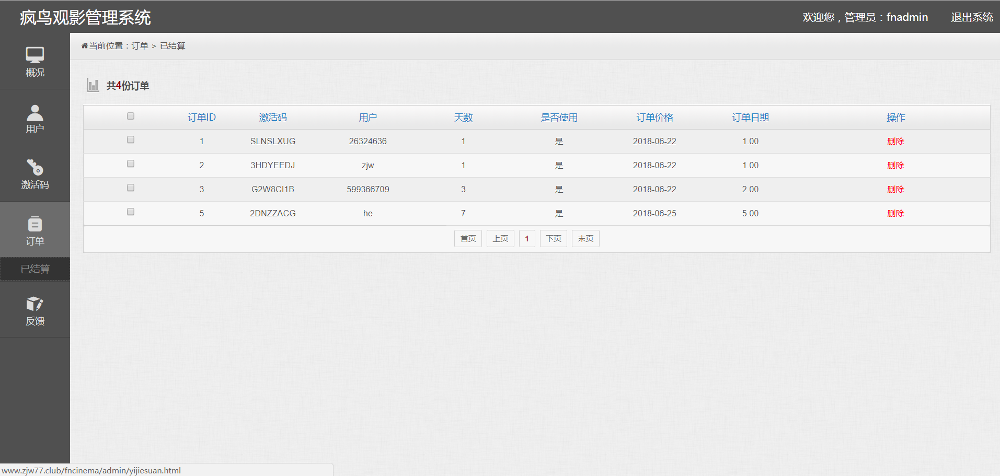 疯鸟观影管理系统
欢迎您，管理员：fnadmin 退出系统
概况
用户
激活码
订单
已结算
反馈
当前位置：订单 > 已结算
共4份订单
订单ID 激活码 用户 天数 是否使用 订单价格 订单日期 操作
1 SLNSLXUG 26324636 1 是 2018-06-22 1.00 删除
2 3HDYEEDJ zjw 1 是 2018-06-22 1.00 删除
3 G2W8CI1B 599366709 3 是 2018-06-22 2.00 删除
5 2DNZZACG he 7 是 2018-06-25 5.00 删除
首页 上页 1 下页 末页
www.zjw77.club/fncinema/admin/yijiesuan.html